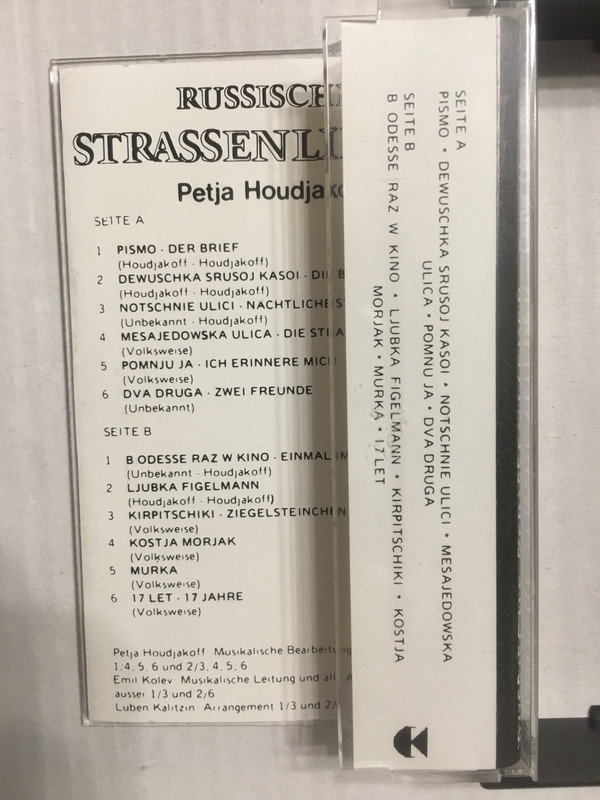 RUSSISCH
STRASSENLI
Petja Houdjako
SEITE A
1 PISMO · DER BRIEF
(Houdjakoff · Houdjakoff)
2 DEWUSCHKA SRUSOJ KASOI · DI B
(Houdjakoff · Houdjakoff)
3 NOTSCHNIE ULICI · NACHTLICHE S
(Unbekannt · Houdjakoff)
4 MESAJEDOWSKA ULICA · DIE STRA
(Volksweise)
5 POMNJU JA · ICH ERINNERE MICH
(Volksweise)
6 DVA DRUGA · ZWEI FREUNDE
(Unbekannt)
SEITE B
1 B ODESSE RAZ W KINO · EINMAL IM
(Unbekannt · Houdjakoff)
2 LJUBKA FIGELMANN
(Houdjakoff · Houdjakoff)
3 KIRPITSCHIKI · ZIEGELSTEINCHEN
(Volksweise)
4 KOSTJA MORJAK
(Volksweise)
5 MURKA
(Volksweise)
6 17 LET · 17 JAHRE
(Volksweise)
Petja Houdjakoff Musikalische Bearbeitung
1/4, 5, 6 und 2/3, 4, 5, 6
Emil Kolev Musikalische Leitung und all A
ausser 1/3 und 2/6
Luben Kalitzin Arrangement 1/3 und 2/
SEITE A
PISMO • DEWUSCHKA SRUSOJ KASOI • NOTSCHNIE ULICI • MESAJEDOWSKA
ULICA • POMNU JA • DVA DRUGA
SEITE B
B ODESSE RAZ W KINO • LJUBKA FIGELMANN • KIRPITSCHIKI • KOSTJA
MORJAK • MURKA • 17 LET